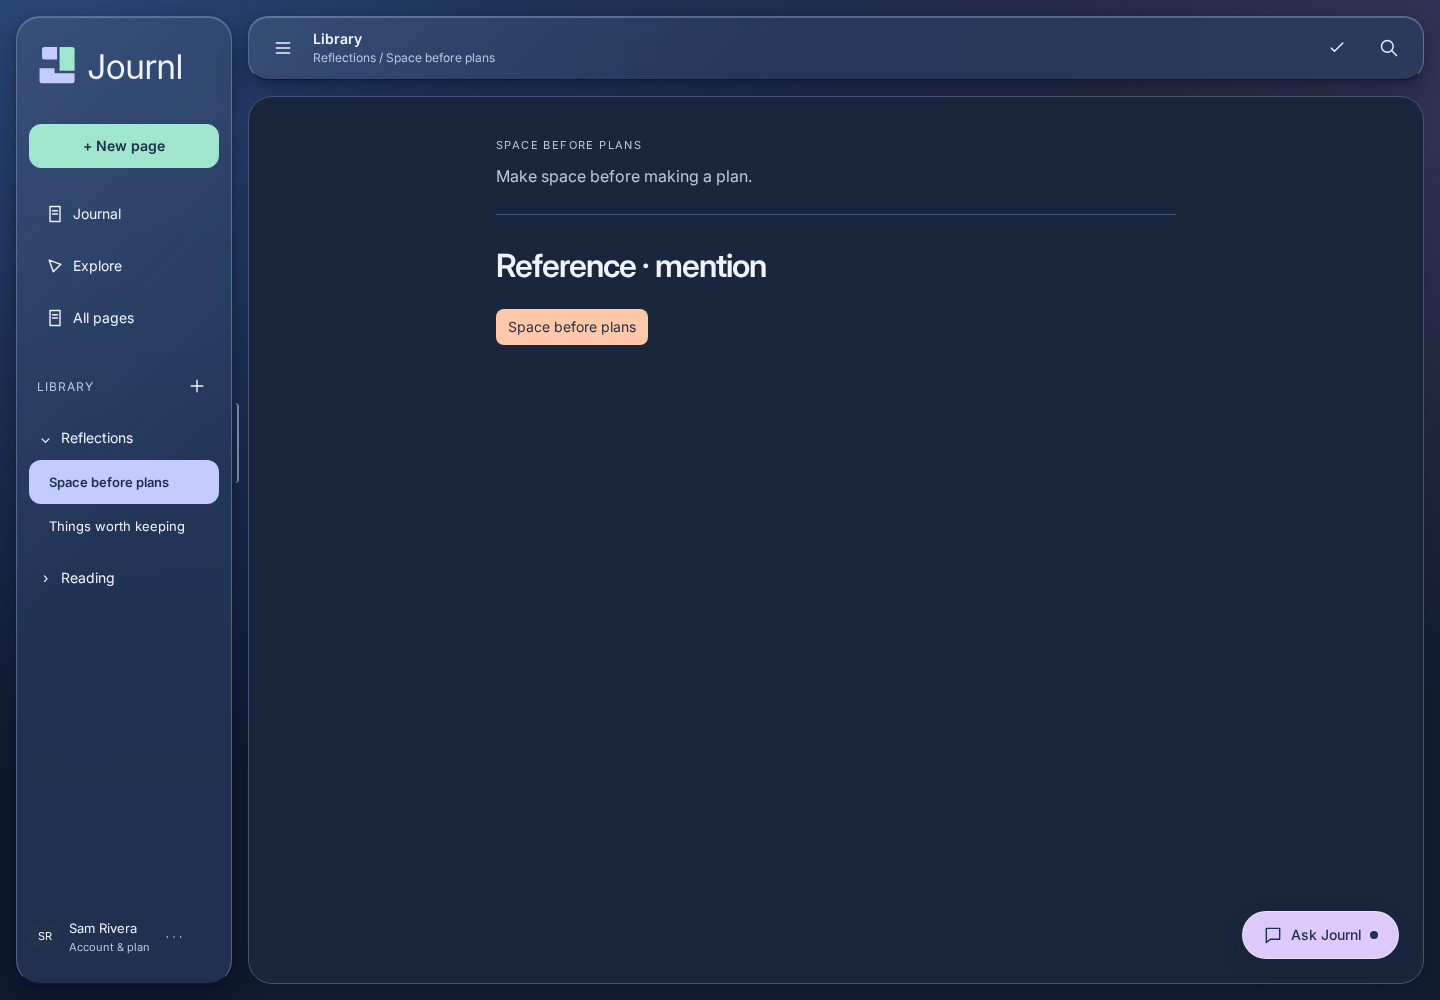 Journl
+ New page
Journal
Explore
All pages
LIBRARY
Reflections
Space before plans
Things worth keeping
Reading
SR
Sam Rivera
Account & plan
...
Library
Reflections / Space before plans
SPACE BEFORE PLANS
Make space before making a plan.
Reference · mention
Space before plans
Ask Journl